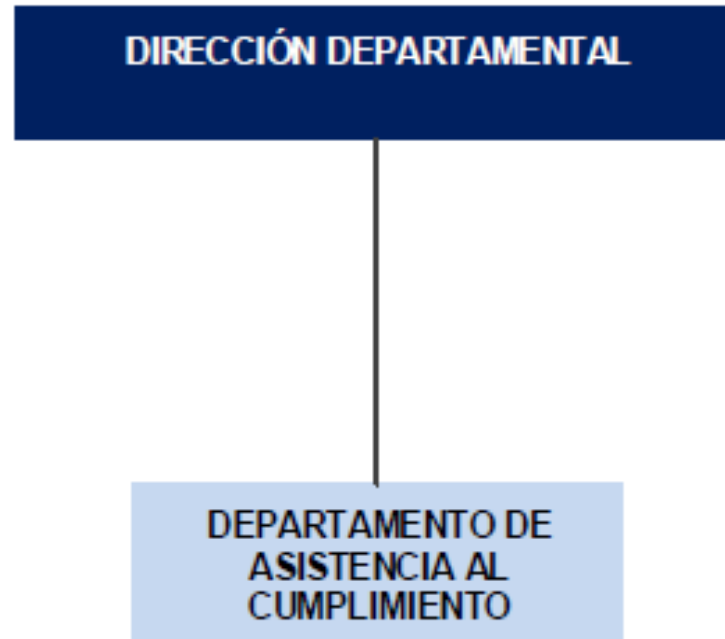 DIRECCIÓN DEPARTAMENTAL
DEPARTAMENTO DE
ASISTENCIA AL
CUMPLIMIENTO